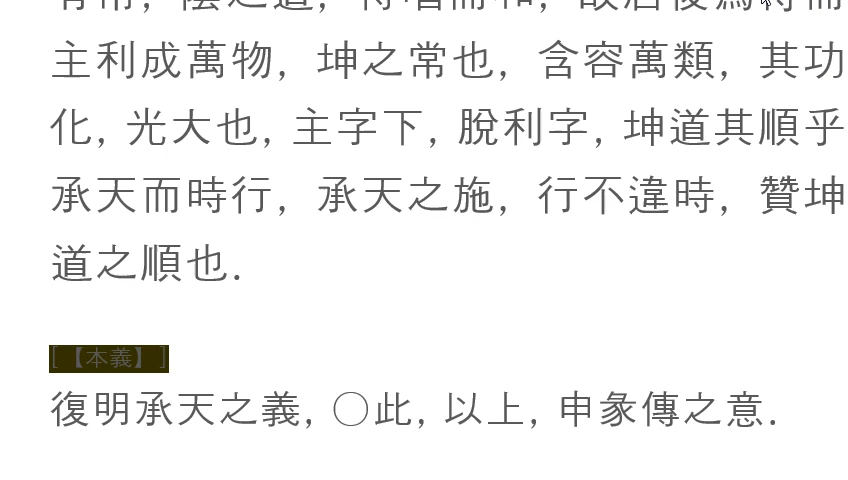 主利成萬物, 坤之常也, 含容萬類, 其功
化, 光大也, 主字下, 脫利字, 坤道其順乎
承天而時行, 承天之施, 行不違時, 贊坤
道之順也.
[ 【本義】 ]
復明承天之義, ○此, 以上, 申彖傳之意.